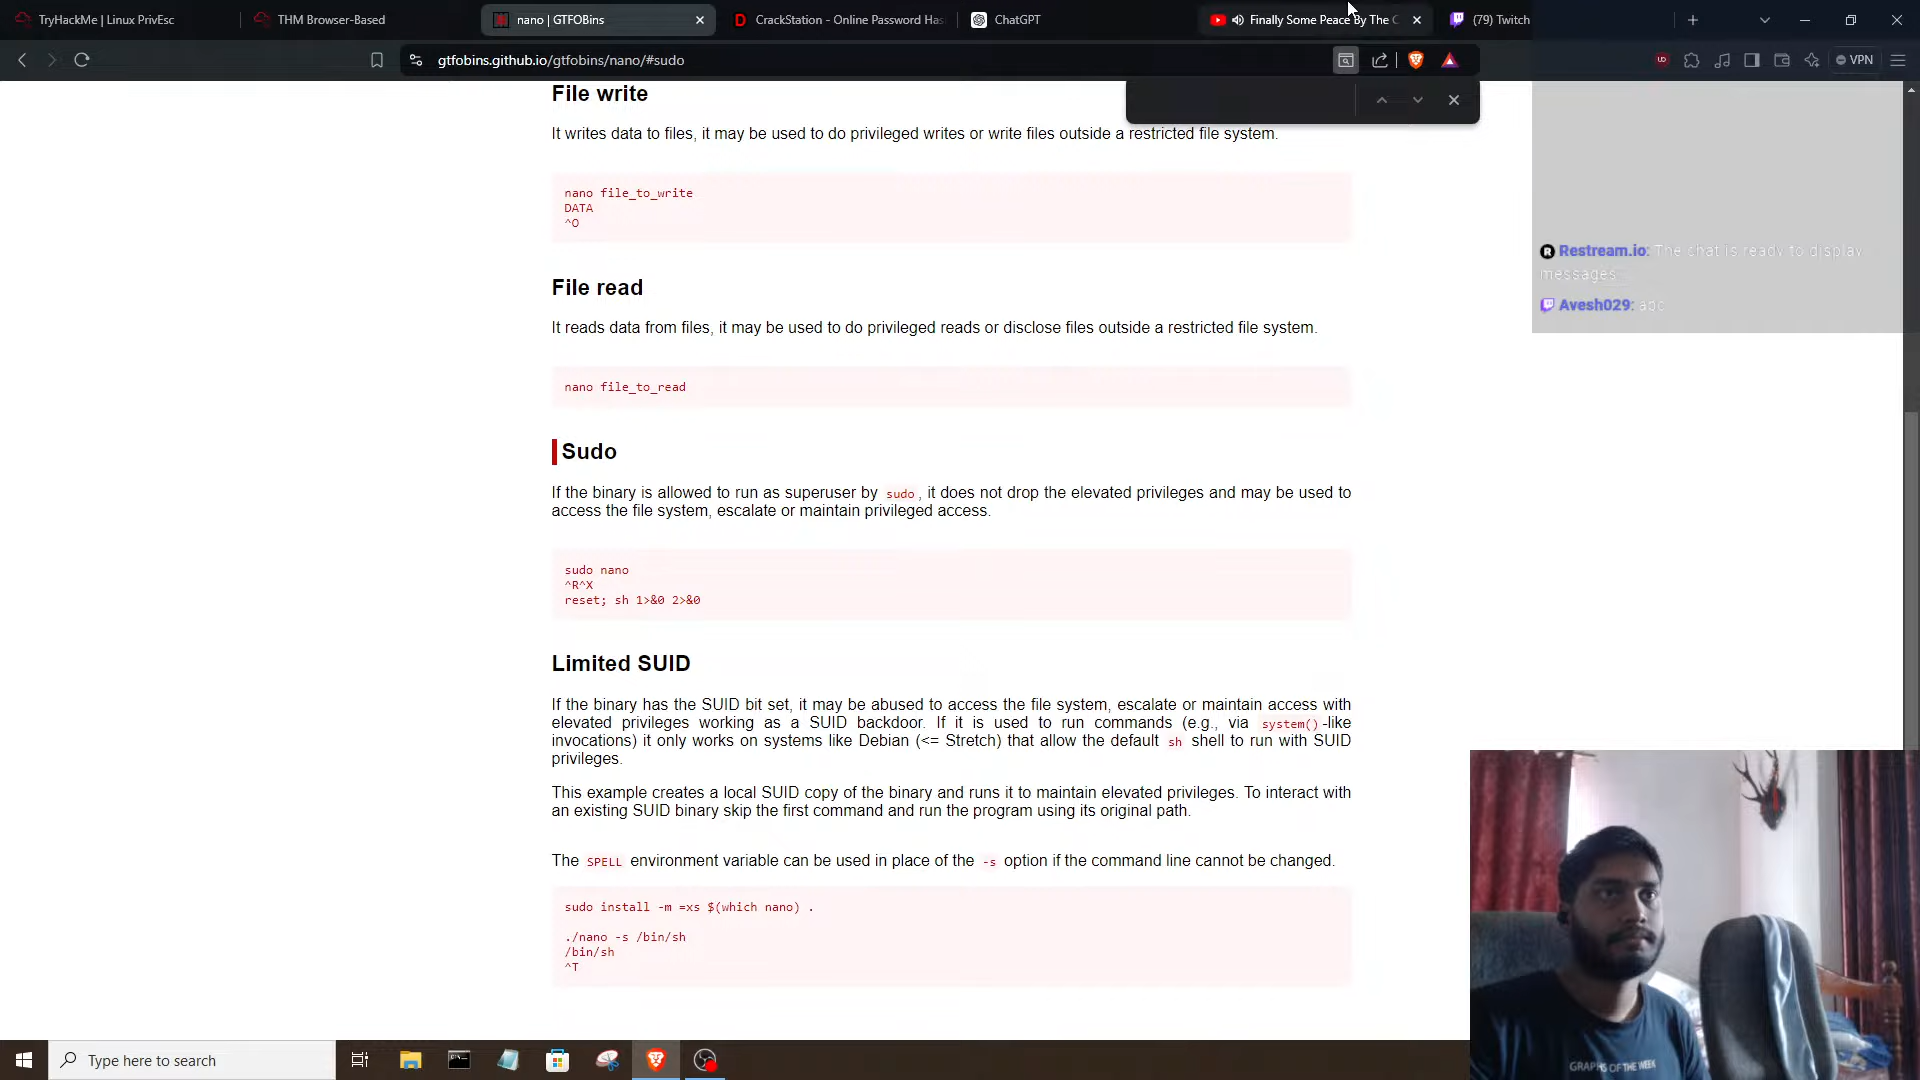 TryHackMe | Linux PrivEsc
THM Browser-Based
nano | GTFOBins
CrackStation - Online Password Has
ChatGPT
Finally Some Peace By The C
(79) Twitch
gtfobins.github.io/gtfobins/nano/#sudo
VPN
File write
It writes data to files, it may be used to do privileged writes or write files outside a restricted file system.
nano file_to_write
DATA
^O
File read
It reads data from files, it may be used to do privileged reads or disclose files outside a restricted file system.
nano file_to_read
Sudo
If the binary is allowed to run as superuser by sudo, it does not drop the elevated privileges and may be used to
access the file system, escalate or maintain privileged access.
sudo nano
^R^X
reset; sh 1>&0 2>&0
Limited SUID
If the binary has the SUID bit set, it may be abused to access the file system, escalate or maintain access with
elevated privileges working as a SUID backdoor. If it is used to run commands (e.g., via system()-like
invocations) it only works on systems like Debian (<= Stretch) that allow the default sh shell to run with SUID
privileges.
This example creates a local SUID copy of the binary and runs it to maintain elevated privileges. To interact with
an existing SUID binary skip the first command and run the program using its original path.
The SPELL environment variable can be used in place of the -s option if the command line cannot be changed.
sudo install -m =xs $(which nano) .
./nano -s /bin/sh
/bin/sh
^T
Restream.io: The chat is ready to display
messages
Avesh029:
GRAPHS OF THE WEEK
Type here to search